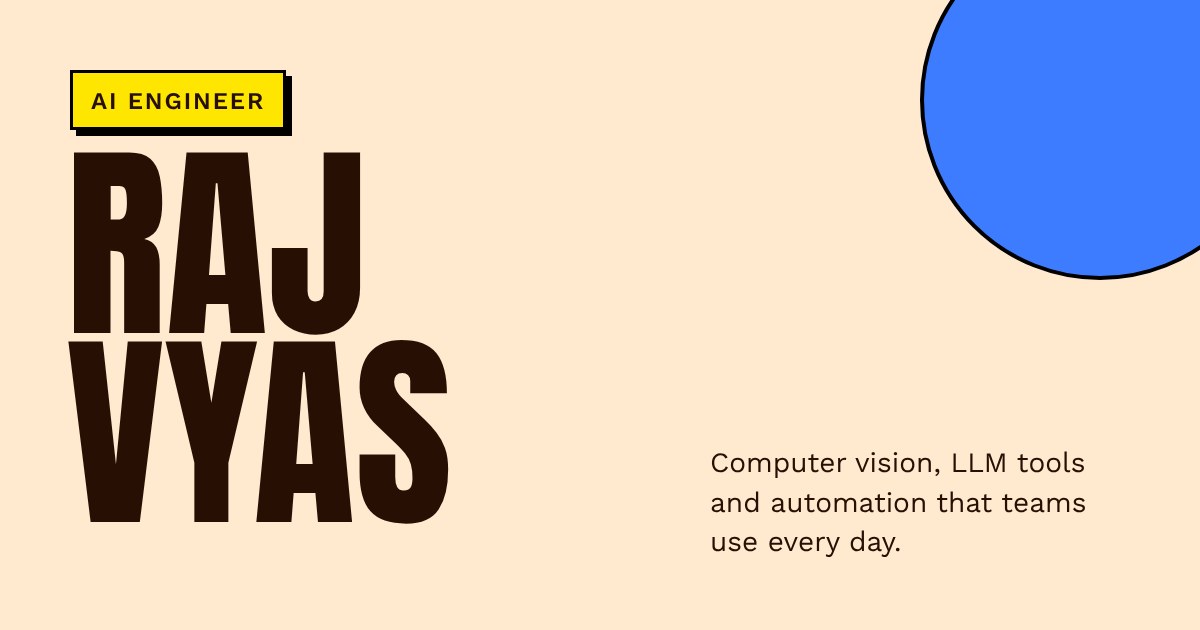 AI ENGINEER
RAJ
VYAS
Computer vision, LLM tools
and automation that teams
use every day.